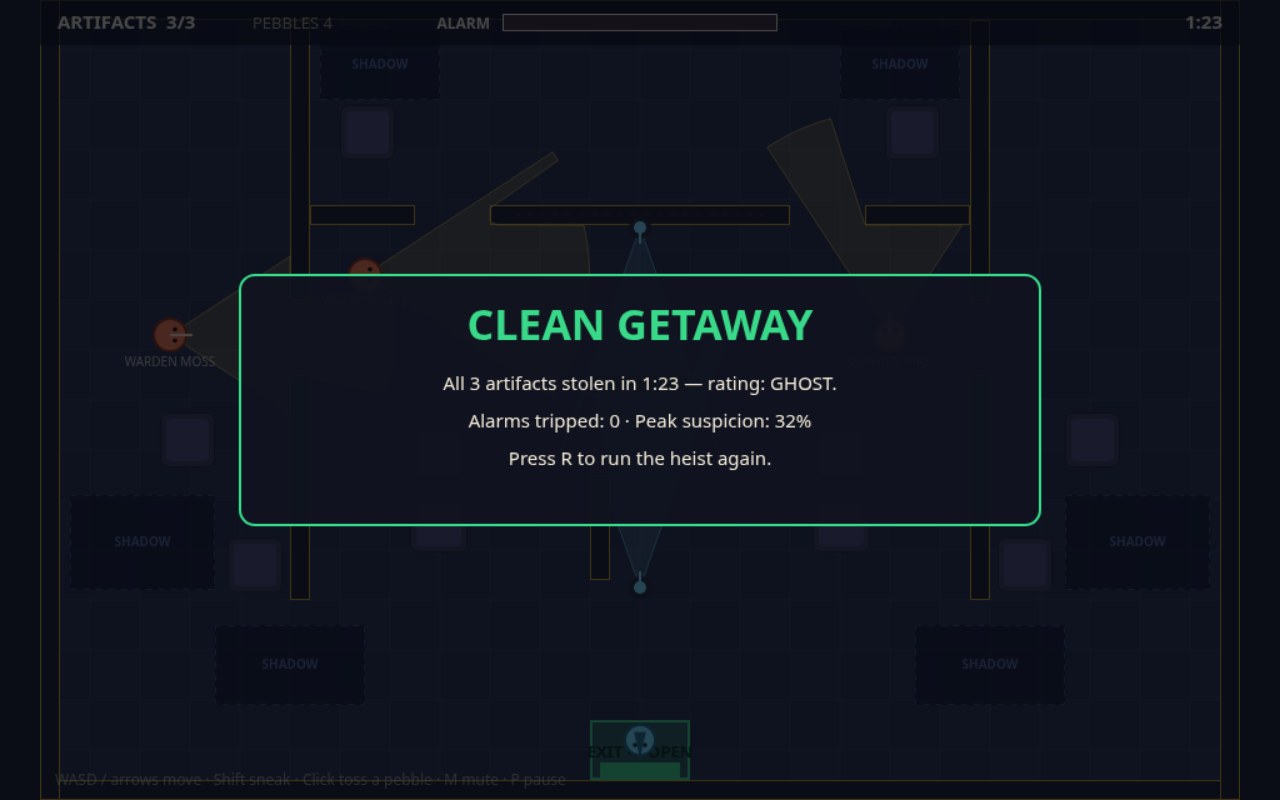 ARTIFACTS 3/3 PEBBLES 4 ALARM 1:23
SHADOW SHADOW
WARDEN MOSS
CLEAN GETAWAY
All 3 artifacts stolen in 1:23 — rating: GHOST.
Alarms tripped: 0 · Peak suspicion: 32%
Press R to run the heist again.
SHADOW SHADOW
SHADOW SHADOW
WASD / arrows move · Shift sneak · Click toss a pebble · M mute · P pause
EXIT OPEN